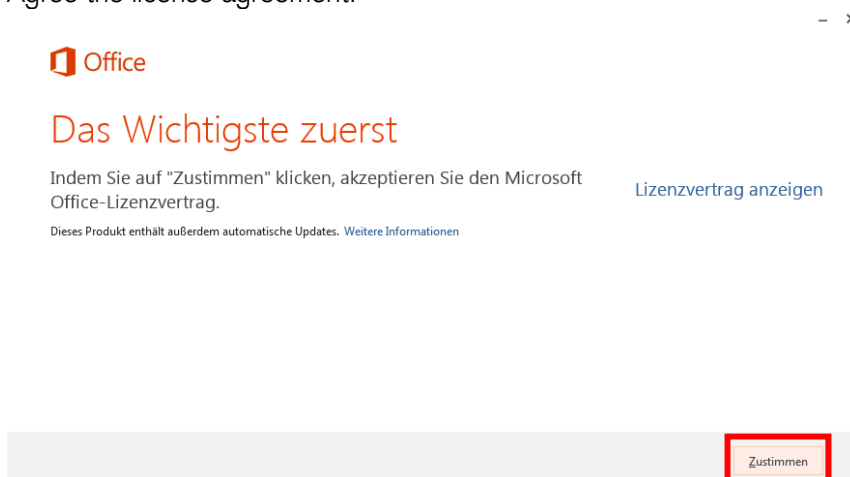 Agree the license agreement.
Office
Das Wichtigste zuerst
Indem Sie auf "Zustimmen" klicken, akzeptieren Sie den Microsoft
Office-Lizenzvertrag.
Lizenzvertrag anzeigen
Dieses Produkt enthält außerdem automatische Updates. Weitere Informationen
Zustimmen